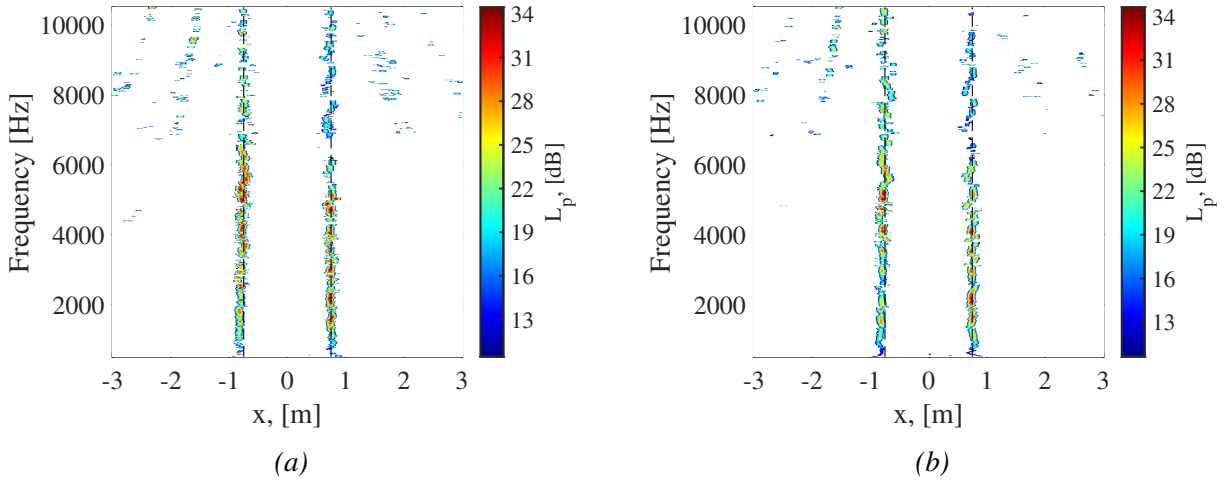 10000
8000
6000
4000
2000
Frequency [Hz]
-3 -2 -1 0 1 2 3
x, [m]
34
31
28
25
22
19
16
13
L_p, [dB]
(a)
10000
8000
6000
4000
2000
Frequency [Hz]
-3 -2 -1 0 1 2 3
x, [m]
34
31
28
25
22
19
16
13
L_p, [dB]
(b)